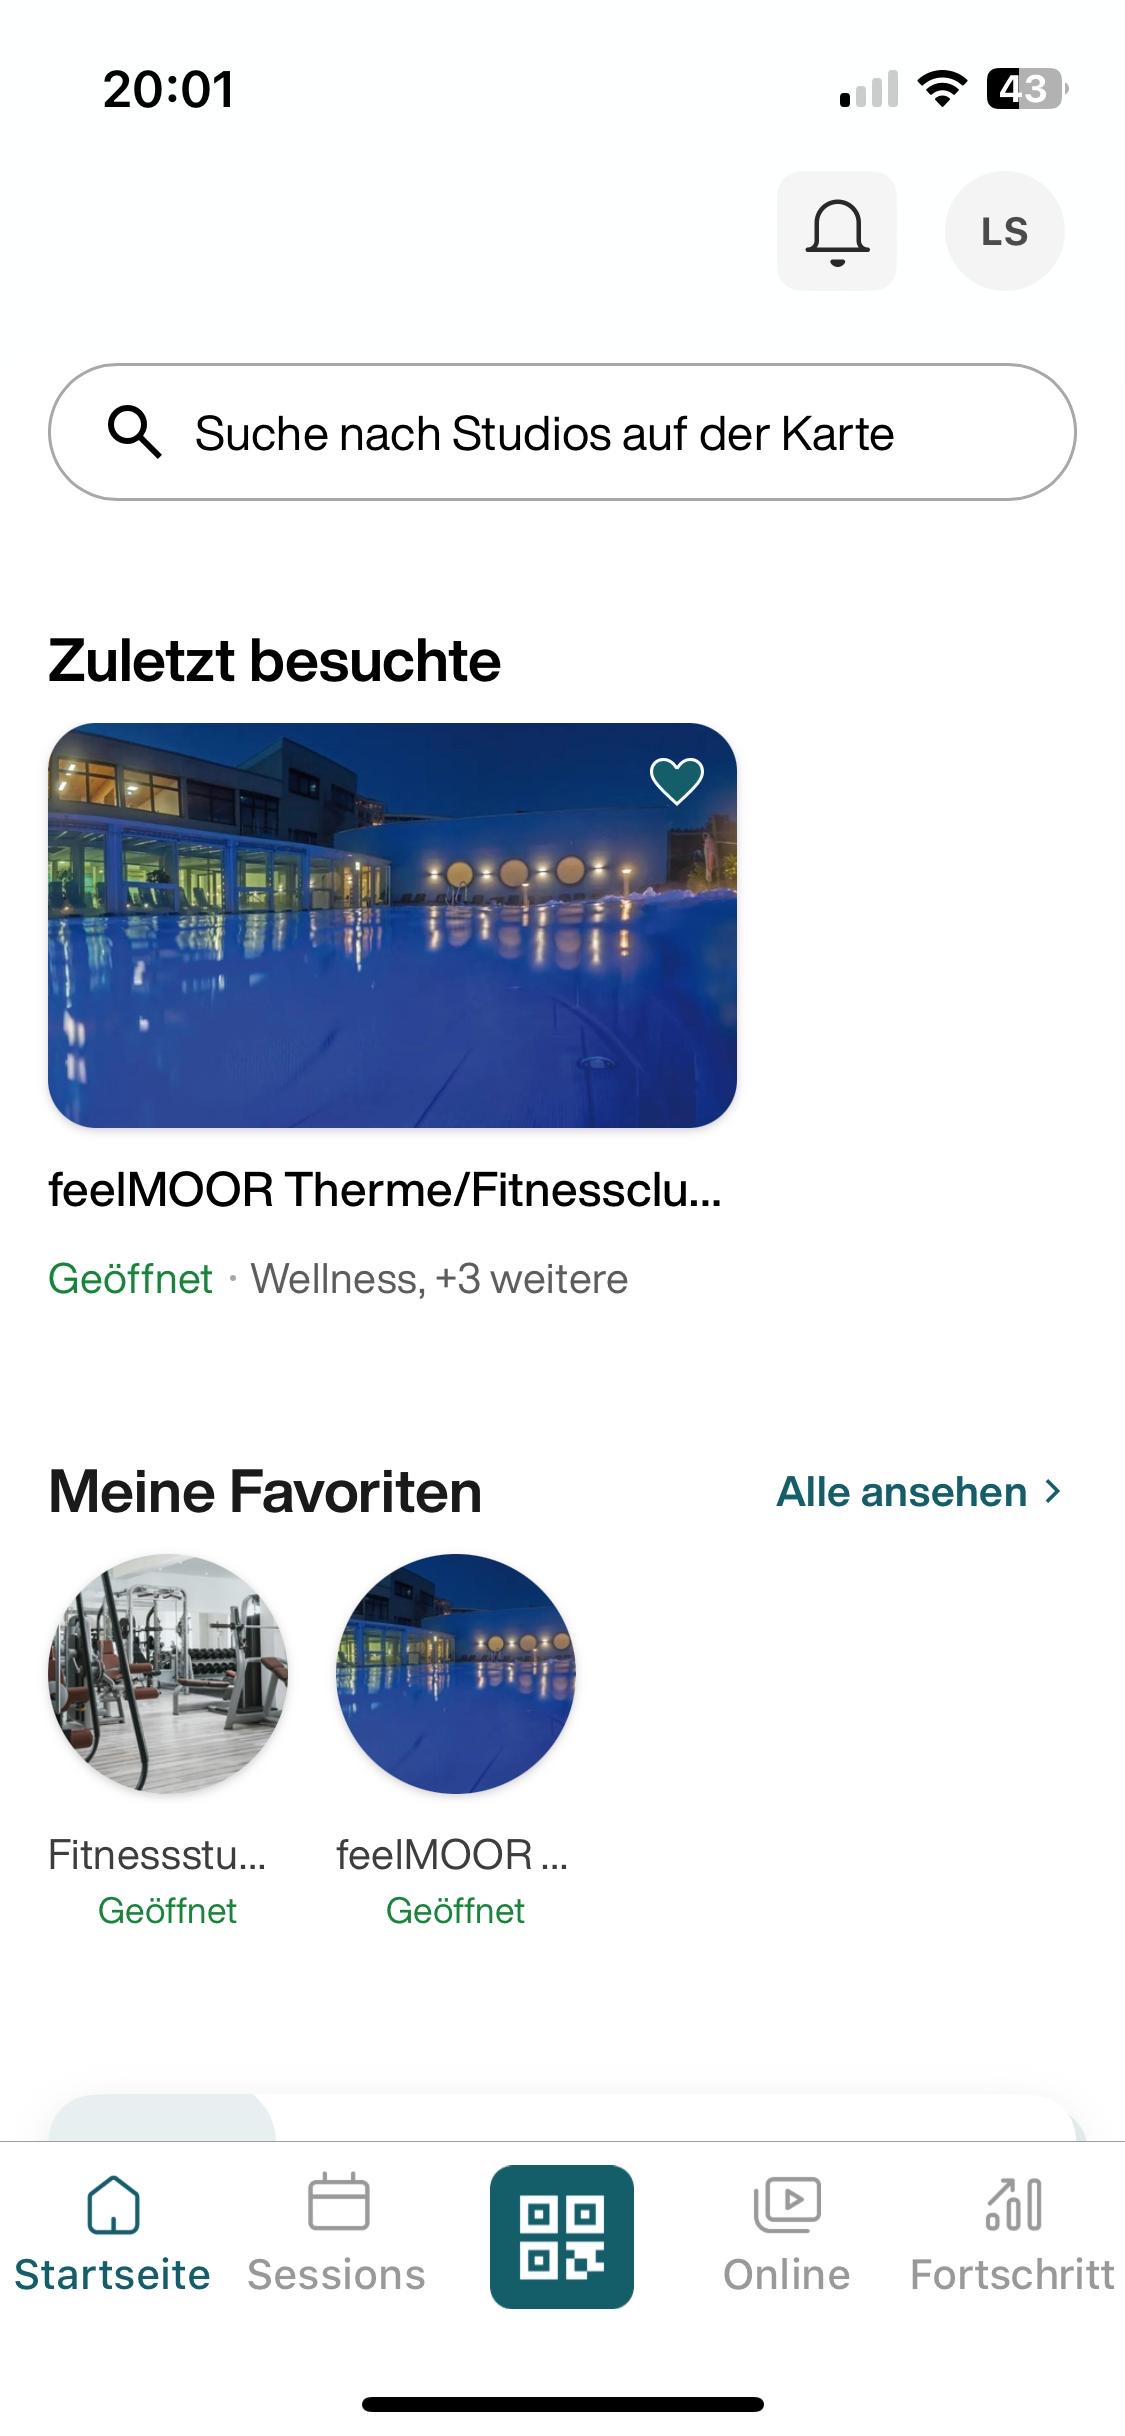 20:01
43
LS
Suche nach Studios auf der Karte
Zuletzt besuchte
feelMOOR Therme/Fitnessclu...
Geöffnet · Wellness, +3 weitere
Meine Favoriten
Alle ansehen
Fitnessstu...
feelMOOR ...
Geöffnet
Geöffnet
Startseite
Sessions
Online
Fortschritt